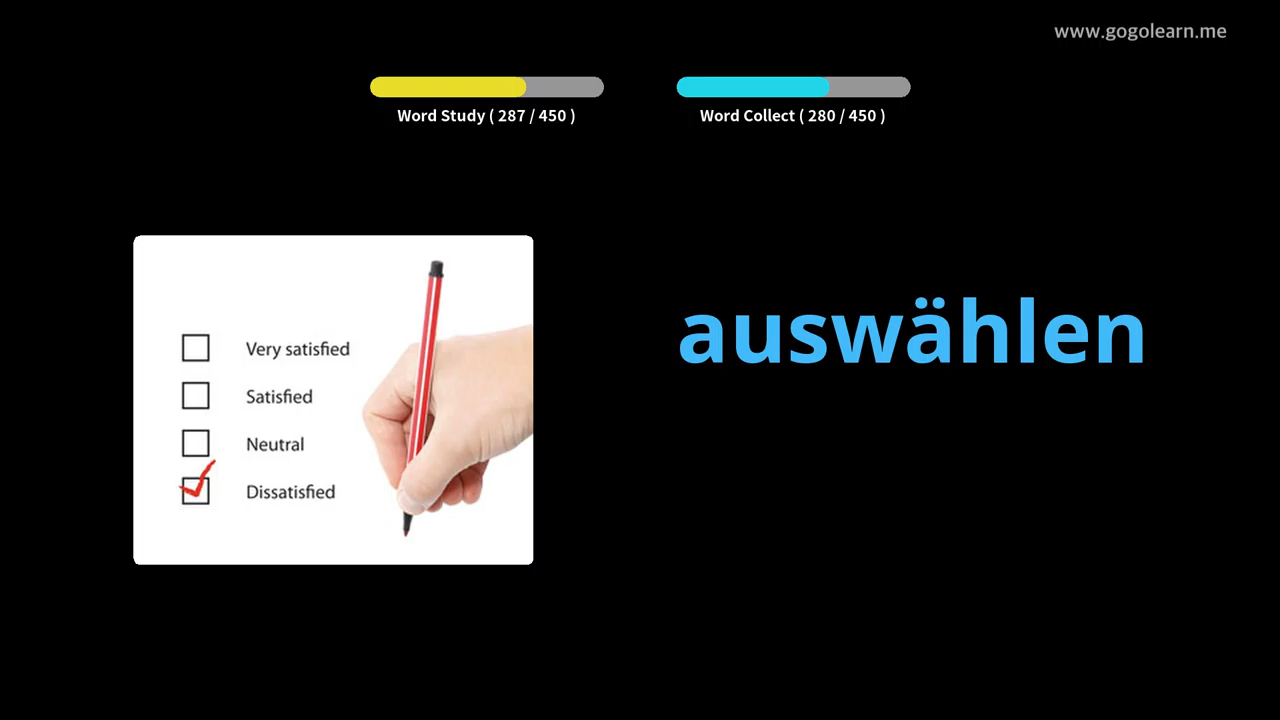 www.gogolearn.me
Word Study ( 287 / 450 )
Word Collect ( 280 / 450 )
auswählen
Very satisfied
Satisfied
Neutral
Dissatisfied